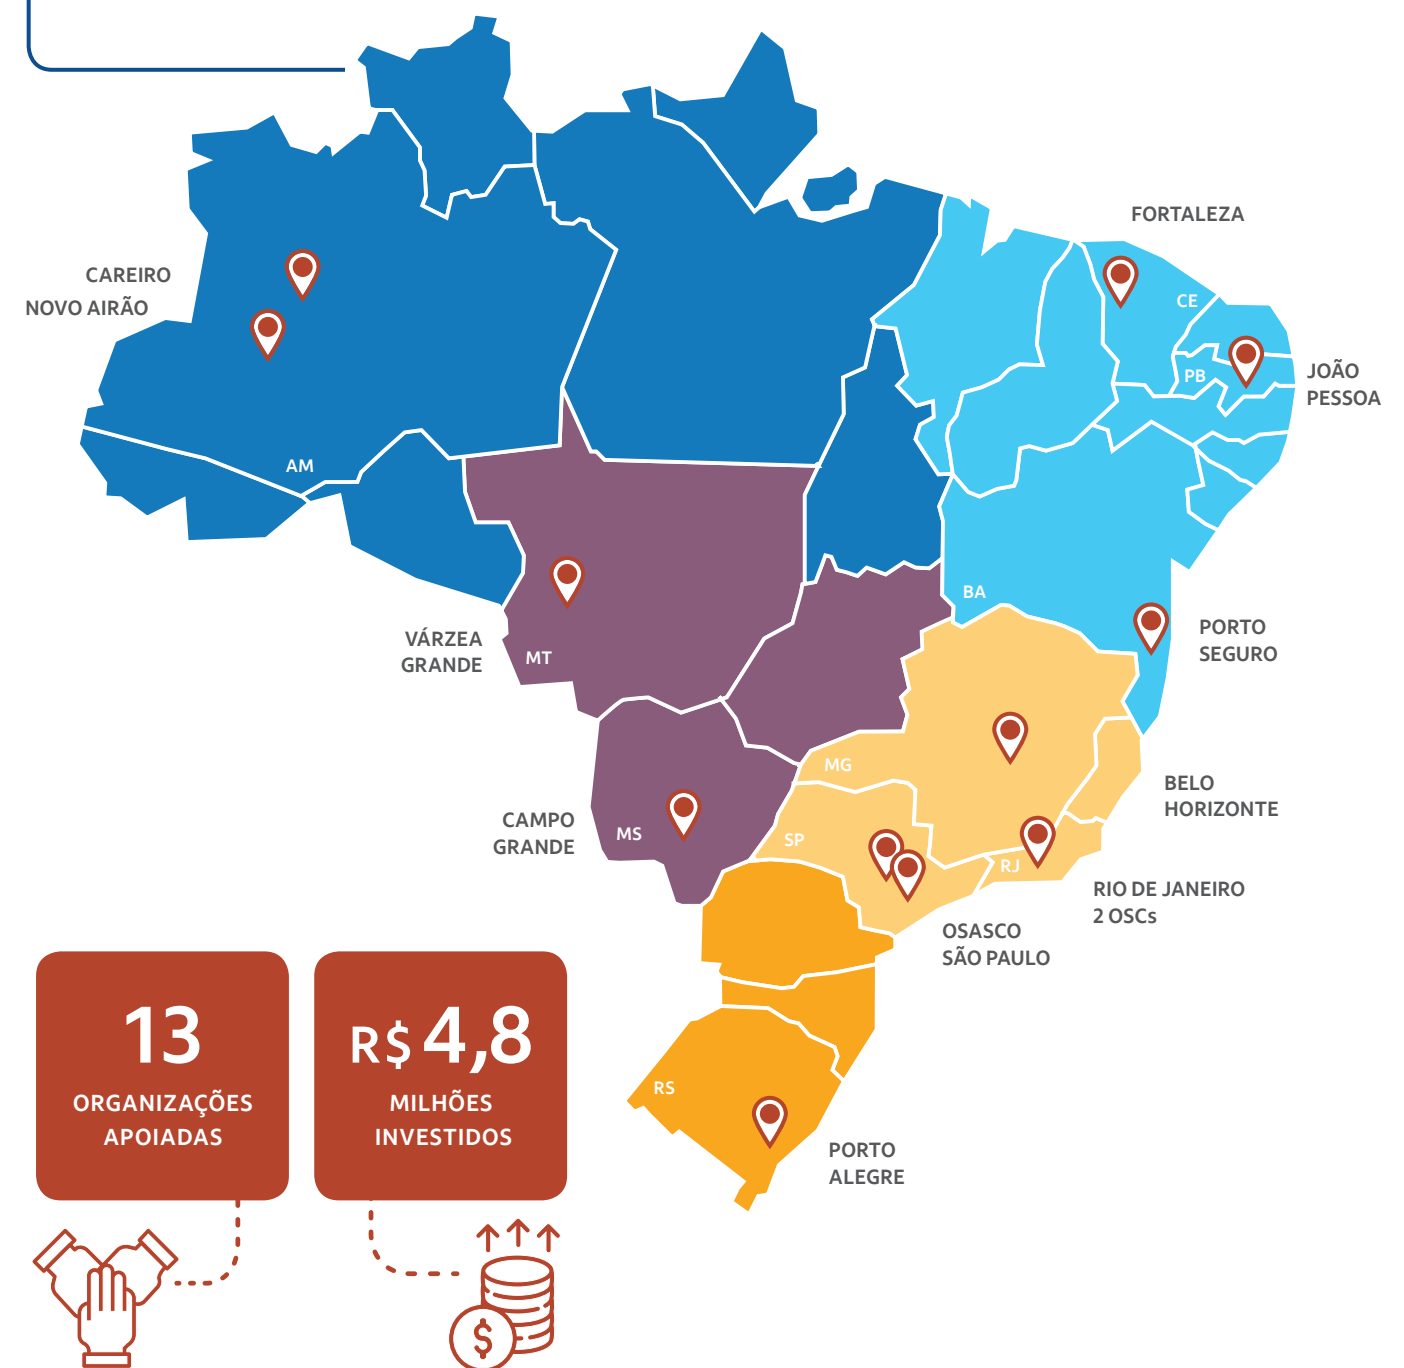 FORTALEZA
CAREIRO
NOVO AIRÃO
CE
PB
JOÃO
PESSOA
AM
BA
PORTO
SEGURO
VÁRZEA
GRANDE
MT
MG
BELO
HORIZONTE
CAMPO
GRANDE
MS
SP
RJ
RIO DE JANEIRO
2 OSCs
OSASCO
SÃO PAULO
RS
PORTO
ALEGRE
13
ORGANIZAÇÕES
APOIADAS
R$ 4,8
MILHÕES
INVESTIDOS
$